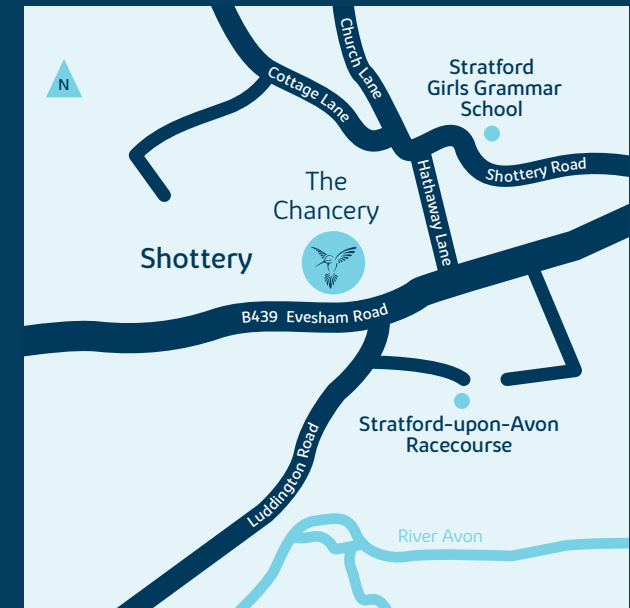 Church Lane
Cottage Lane
Stratford
Girls Grammar
School
N
Shottery Road
Hathaway Lane
The
Chancery
Shottery
B439 Evesham Road
Stratford-upon-Avon
Racecourse
Luddington Road
River Avon